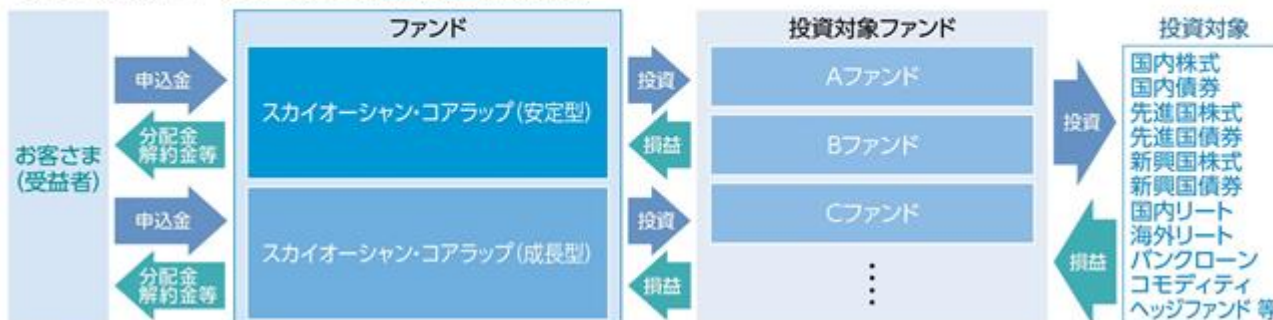 お客さま
(受益者)
申込金
分配金
解約金等
申込金
分配金
解約金等
ファンド
スカイオーシャン・コアラップ(安定型)
スカイオーシャン・コアラップ(成長型)
投資
損益
投資
損益
投資対象ファンド
Aファンド
Bファンド
Cファンド
投資
損益
投資対象
国内株式
国内債券
先進国株式
先進国債券
新興国株式
新興国債券
国内リート
海外リート
バンクローン
コモディティ
ヘッジファンド 等